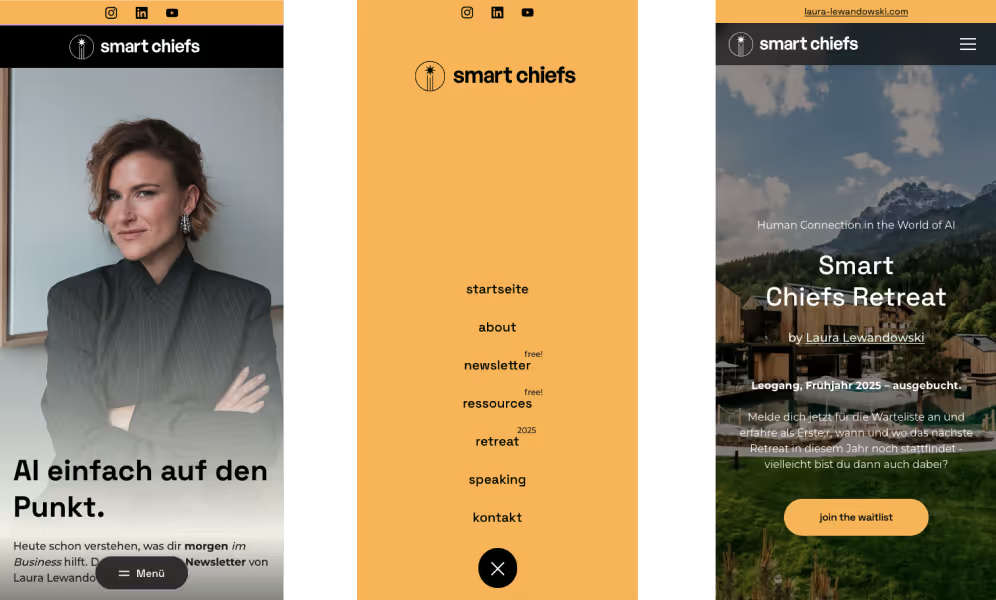 smart chiefs
AI einfach auf den
Punkt.
Heute schon verstehen, was dir morgen im
Business hilft. D Newsletter von
Laura Lewando
Menü
smart chiefs
startseite
about
free!
newsletter
free!
ressources
2025
retreat
speaking
kontakt
laura-lewandowski.com
smart chiefs
Human Connection in the World of AI
Smart
Chiefs Retreat
by Laura Lewandowski
Leogang, Frühjahr 2025 – ausgebucht.
Melde dich jetzt für die Warteliste an und
erfahre als Erste:r, wann und wo das nächste
Retreat in diesem Jahr noch stattfindet -
vielleicht bist du dann auch dabei?
join the waitlist